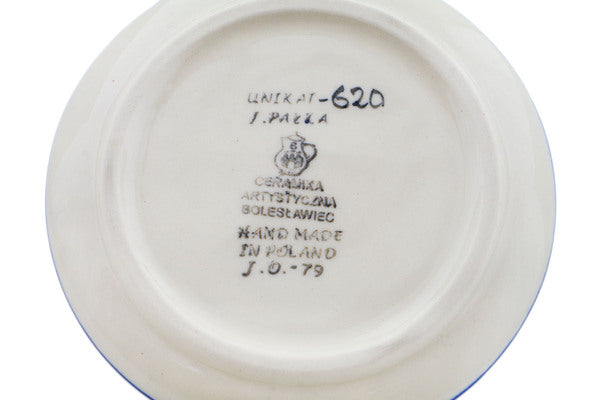 UNIKAT-620
I. PAŁKA
CERAMIKA
ARTYSTYCZNA
BOLESŁAWIEC
HAND MADE
IN POLAND
J.O.-79